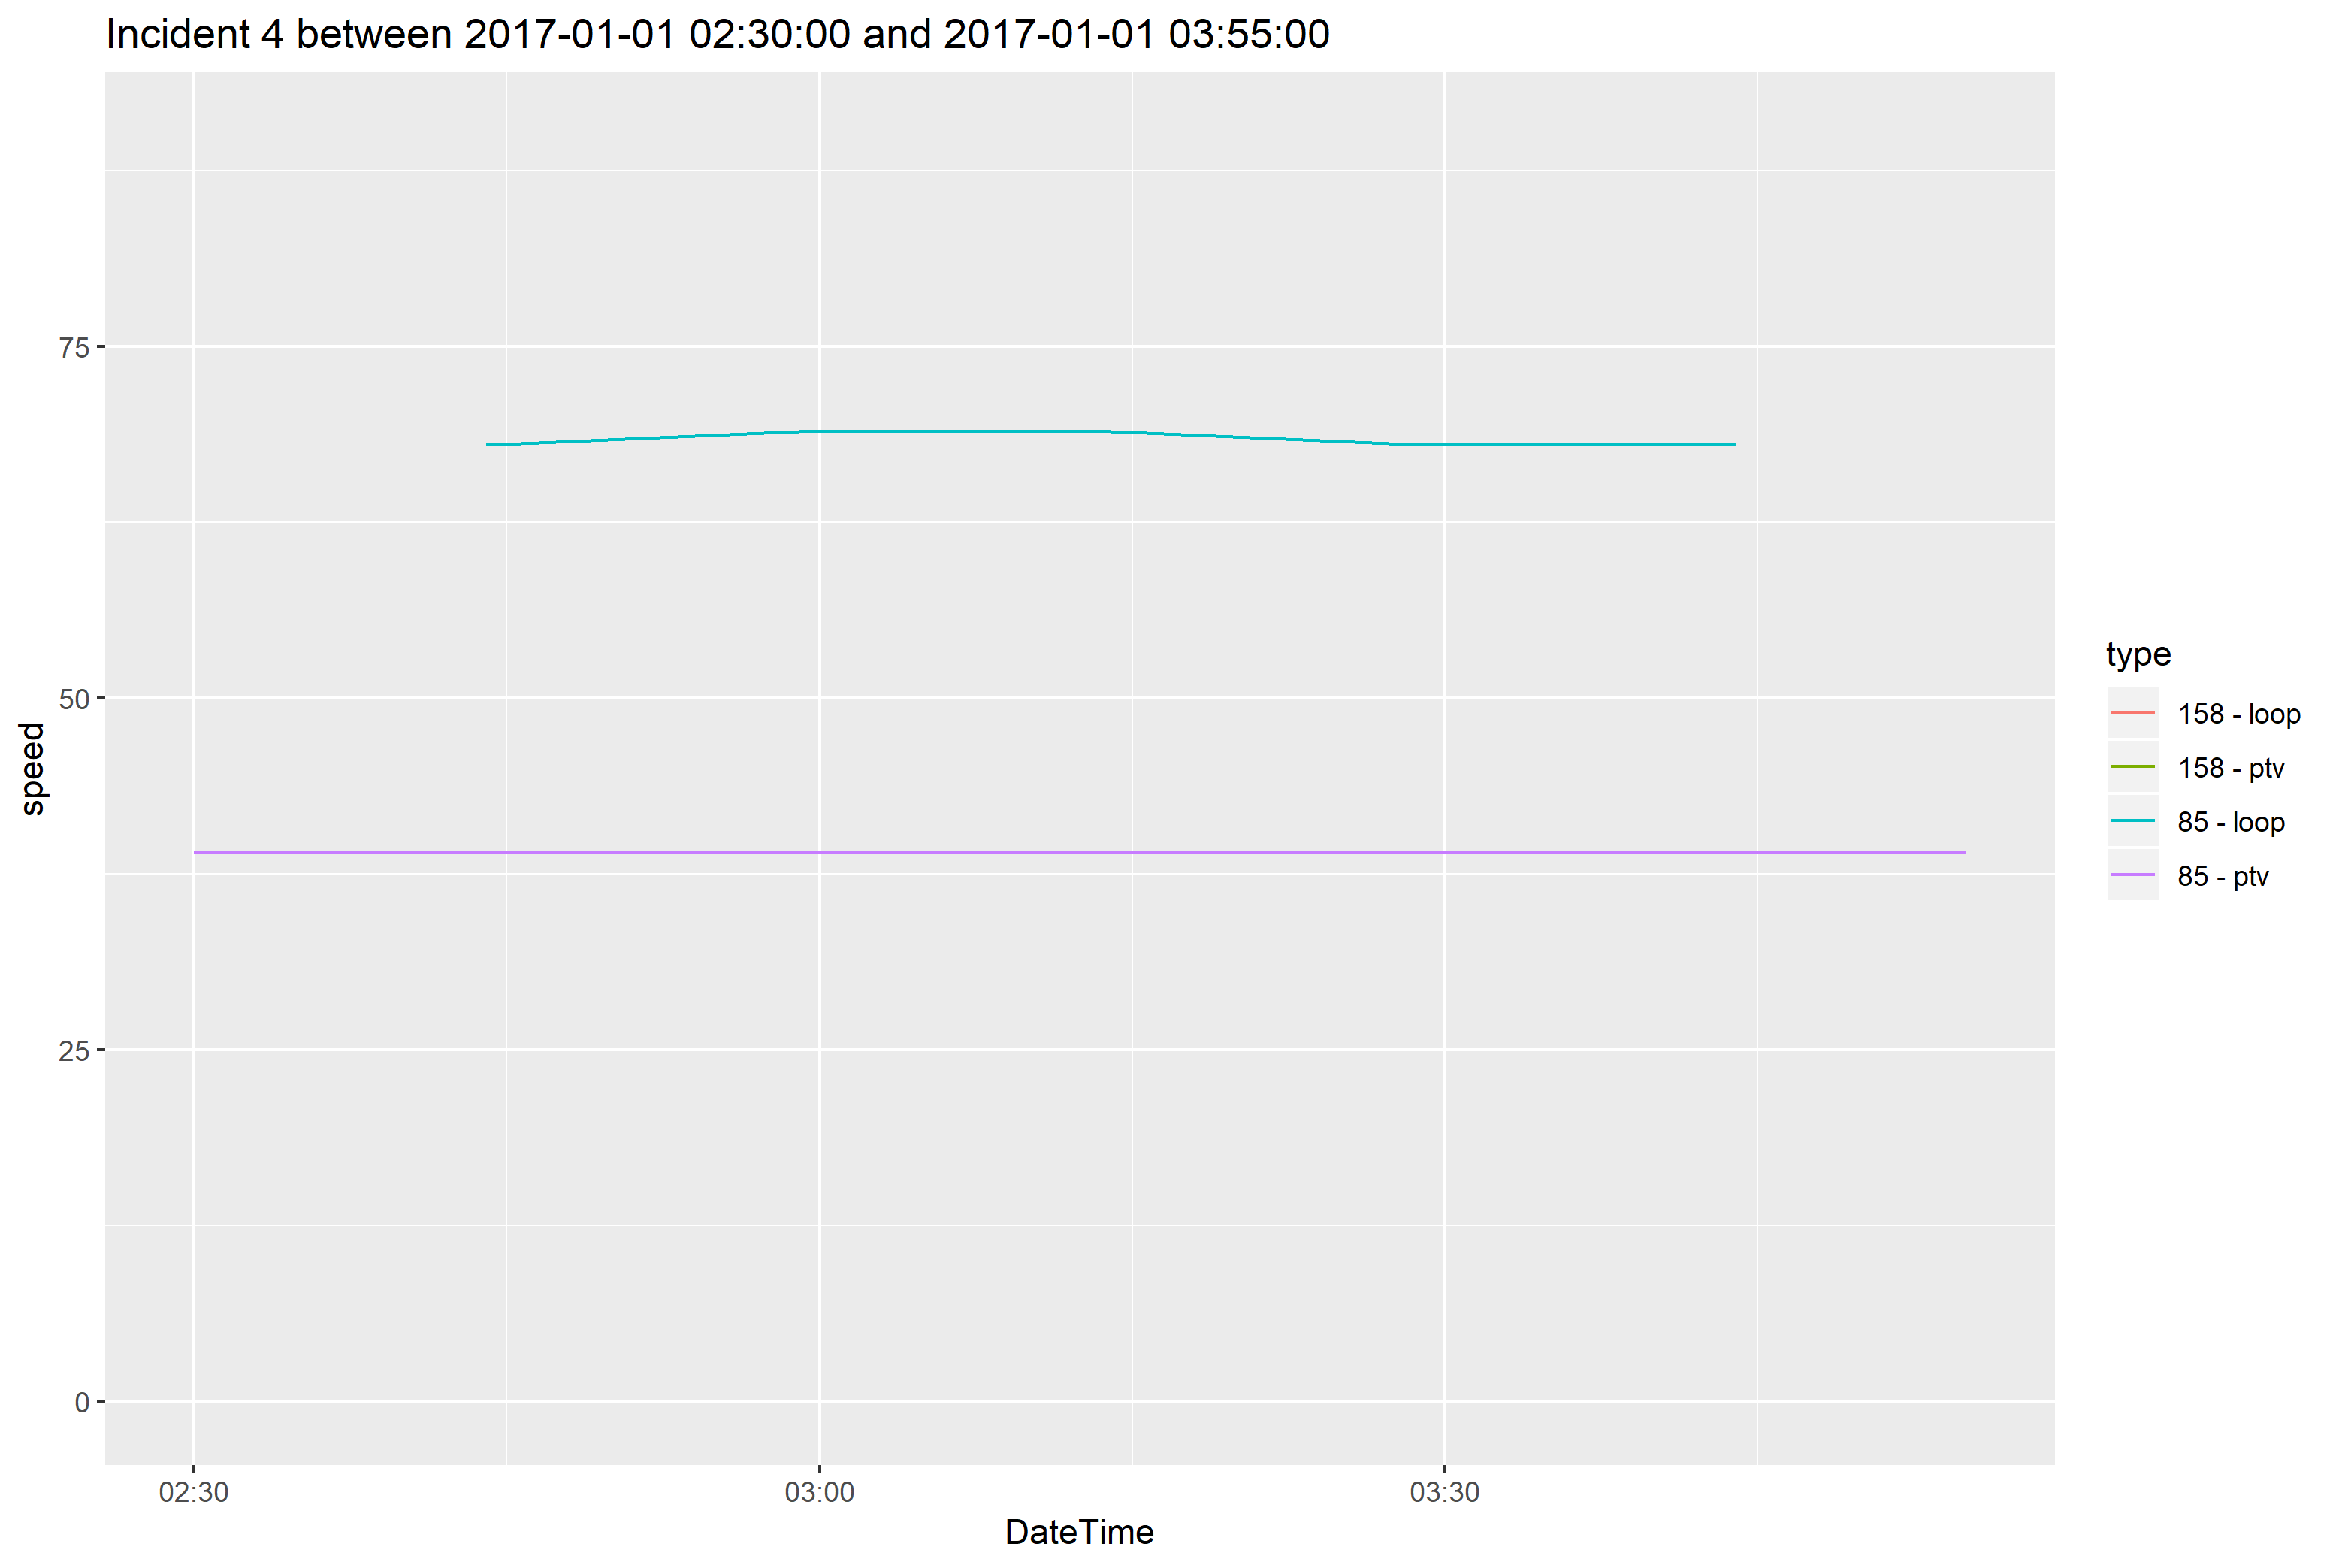 Incident 4 between 2017-01-01 02:30:00 and 2017-01-01 03:55:00
75
50
25
0
speed
02:30
03:00
03:30
DateTime
type
158 - loop
158 - ptv
85 - loop
85 - ptv